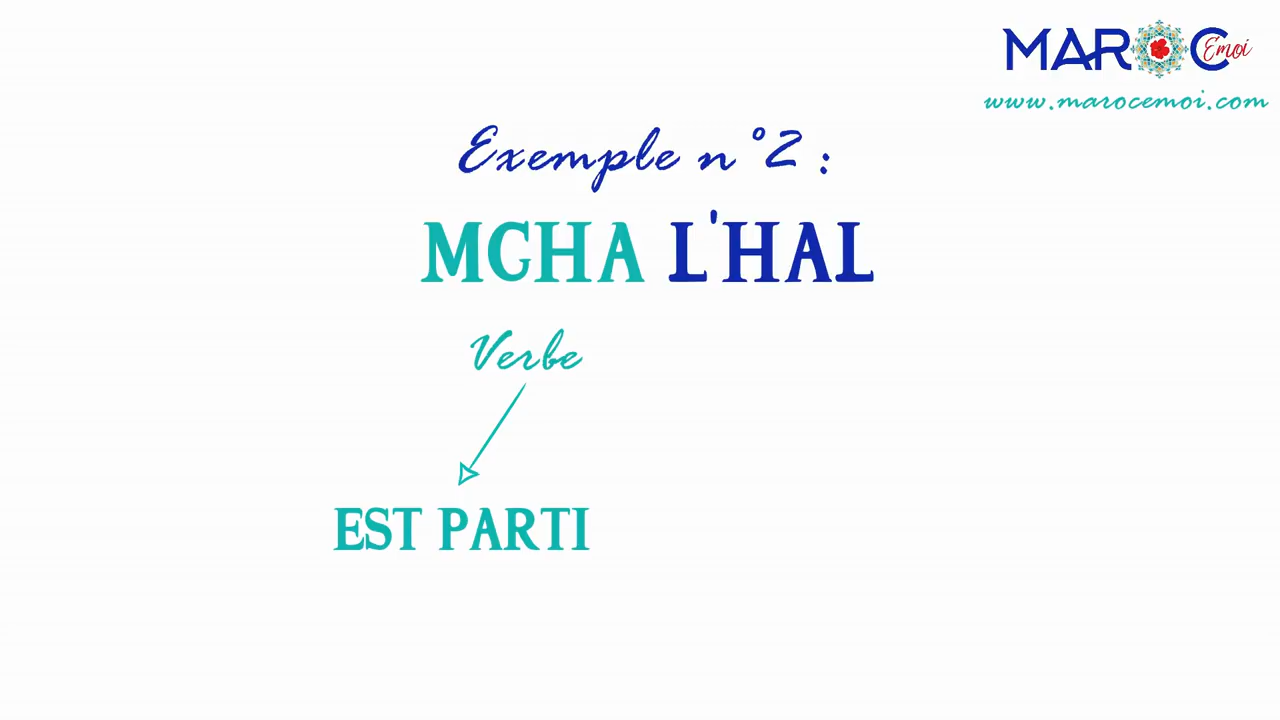 MAROC Emoi
www.marocemoi.com
Exemple n°2 :
MCHA L'HAL
Verbe
EST PARTI